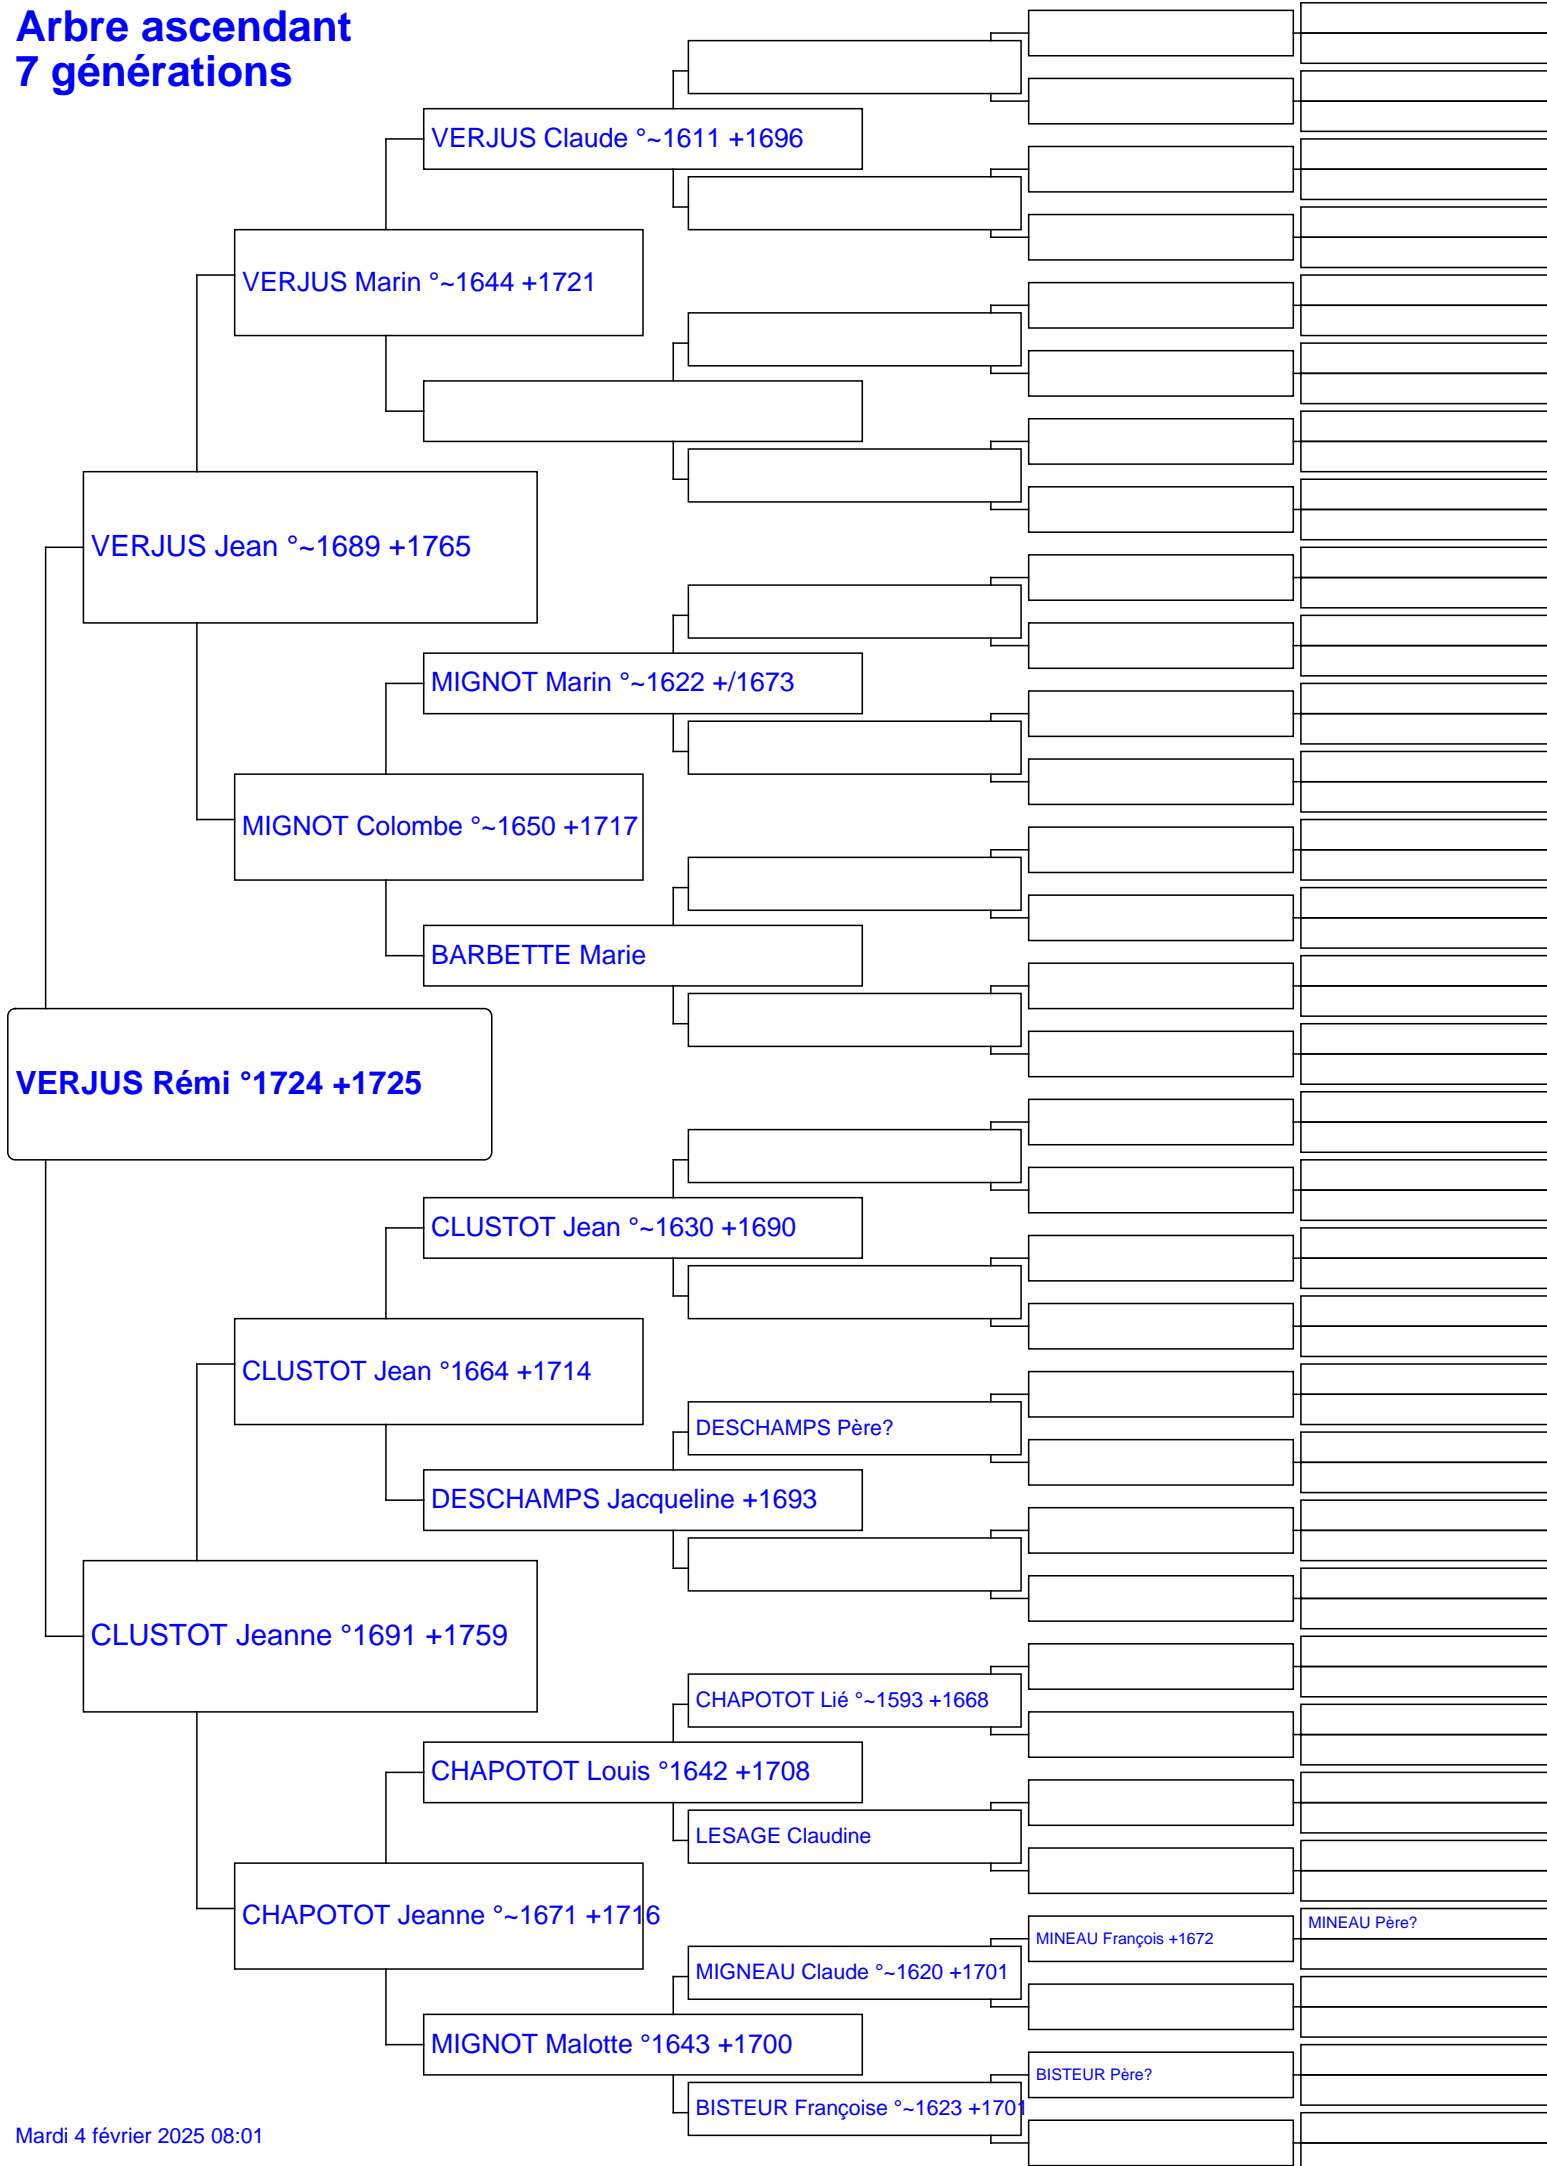 Arbre ascendant
7 générations
VERJUS Claude °~1611 +1696
VERJUS Marin °~1644 +1721
VERJUS Jean °~1689 +1765
MIGNOT Marin °~1622 +/1673
MIGNOT Colombe °~1650 +1717
BARBETTE Marie
VERJUS Rémi °1724 +1725
CLUSTOT Jean °~1630 +1690
CLUSTOT Jean °1664 +1714
DESCHAMPS Père?
DESCHAMPS Jacqueline +1693
CLUSTOT Jeanne °1691 +1759
CHAPOTOT Lié °~1593 +1668
CHAPOTOT Louis °1642 +1708
LESAGE Claudine
CHAPOTOT Jeanne °~1671 +1716
MINEAU Père?
MINEAU François +1672
MIGNEAU Claude °~1620 +1701
MIGNOT Malotte °1643 +1700
BISTEUR Père?
BISTEUR Françoise °~1623 +1701
Mardi 4 février 2025 08:01